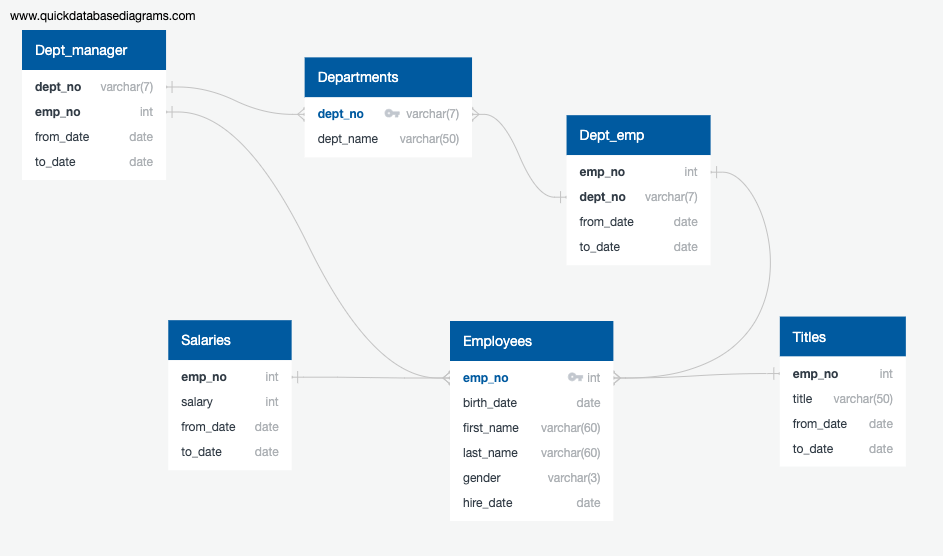 www.quickdatabasediagrams.com
Dept_manager
dept_no varchar(7)
emp_no int
from_date date
to_date date
Departments
dept_no varchar(7)
dept_name varchar(50)
Dept_emp
emp_no int
dept_no varchar(7)
from_date date
to_date date
Salaries
emp_no int
salary int
from_date date
to_date date
Employees
emp_no int
birth_date date
first_name varchar(60)
last_name varchar(60)
gender varchar(3)
hire_date date
Titles
emp_no int
title varchar(50)
from_date date
to_date date